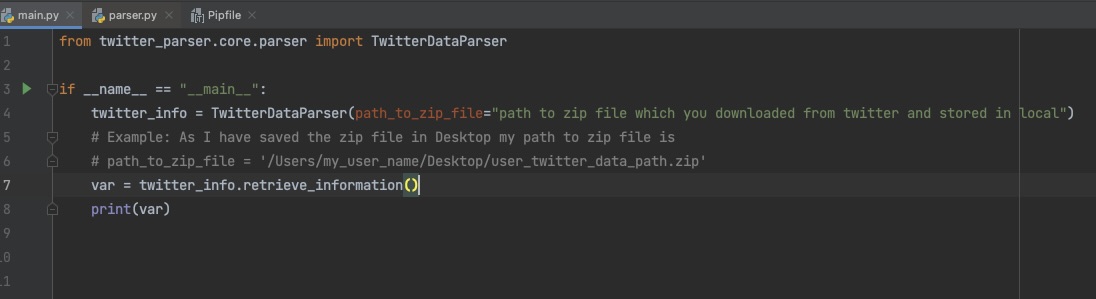 main.py × parser.py × Pipfile ×
1 from twitter_parser.core.parser import TwitterDataParser
2
3 if __name__ == "__main__":
4 twitter_info = TwitterDataParser(path_to_zip_file="path to zip file which you downloaded from twitter and stored in local")
5 # Example: As I have saved the zip file in Desktop my path to zip file is
6 # path_to_zip_file = '/Users/my_user_name/Desktop/user_twitter_data_path.zip'
7 var = twitter_info.retrieve_information()
8 print(var)
9
10
11